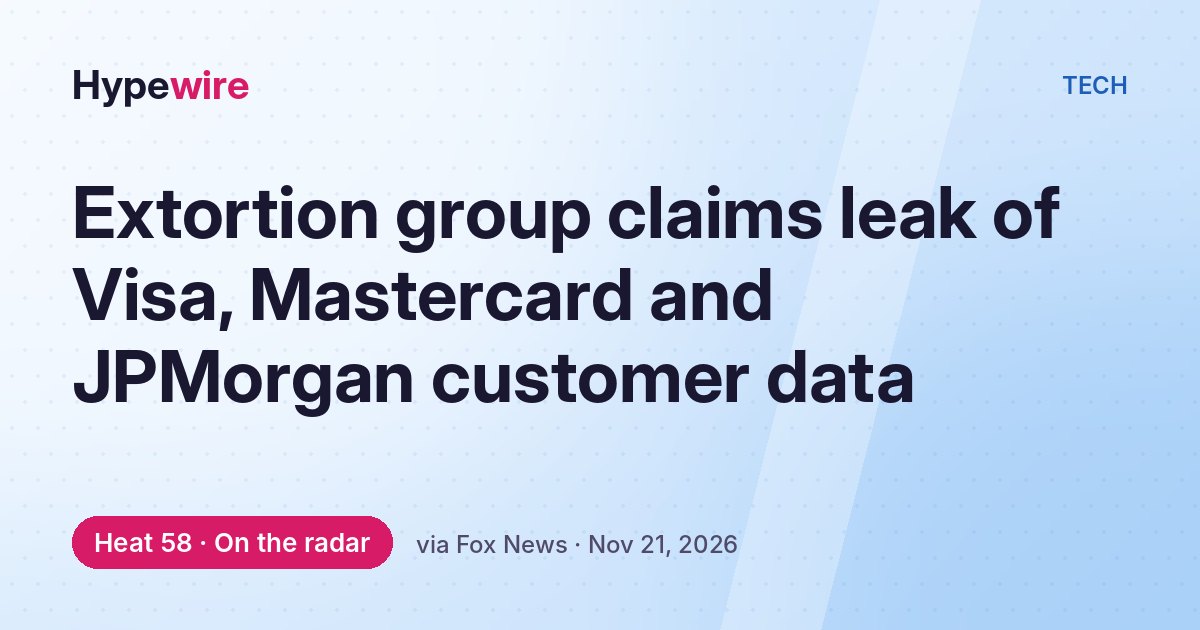 Hypewire
TECH
Extortion group claims leak of
Visa, Mastercard and
JPMorgan customer data
Heat 58 · On the radar
via Fox News · Nov 21, 2026